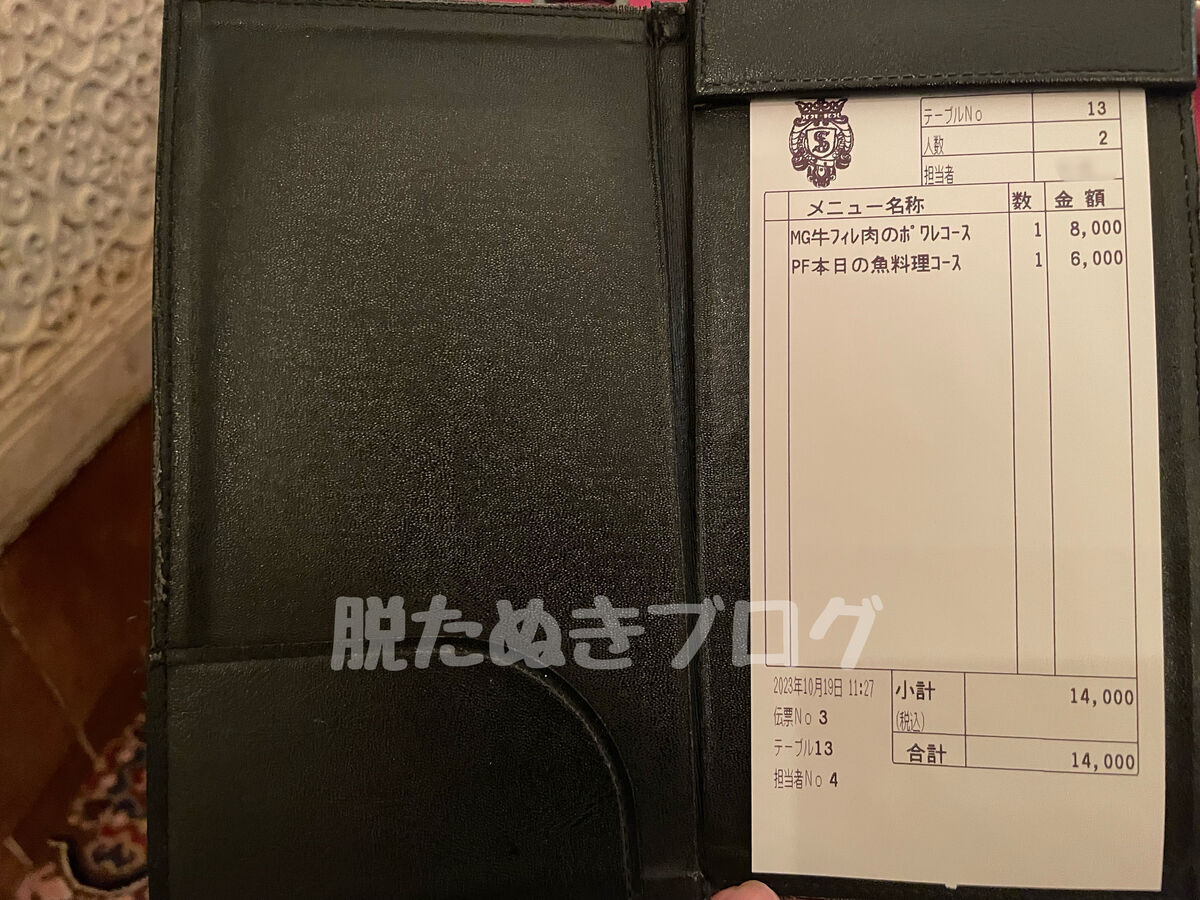 S
テーブルNo 13
人数 2
担当者
メニュー名称 数 金額
MG牛フィレ肉のポワレコース 1 8,000
PF本日の魚料理コース 1 6,000
脱たぬきブログ
2023年10月19日 11:27
伝票No 3
テーブル13
担当者No 4
小計 14,000
(税込)
合計 14,000